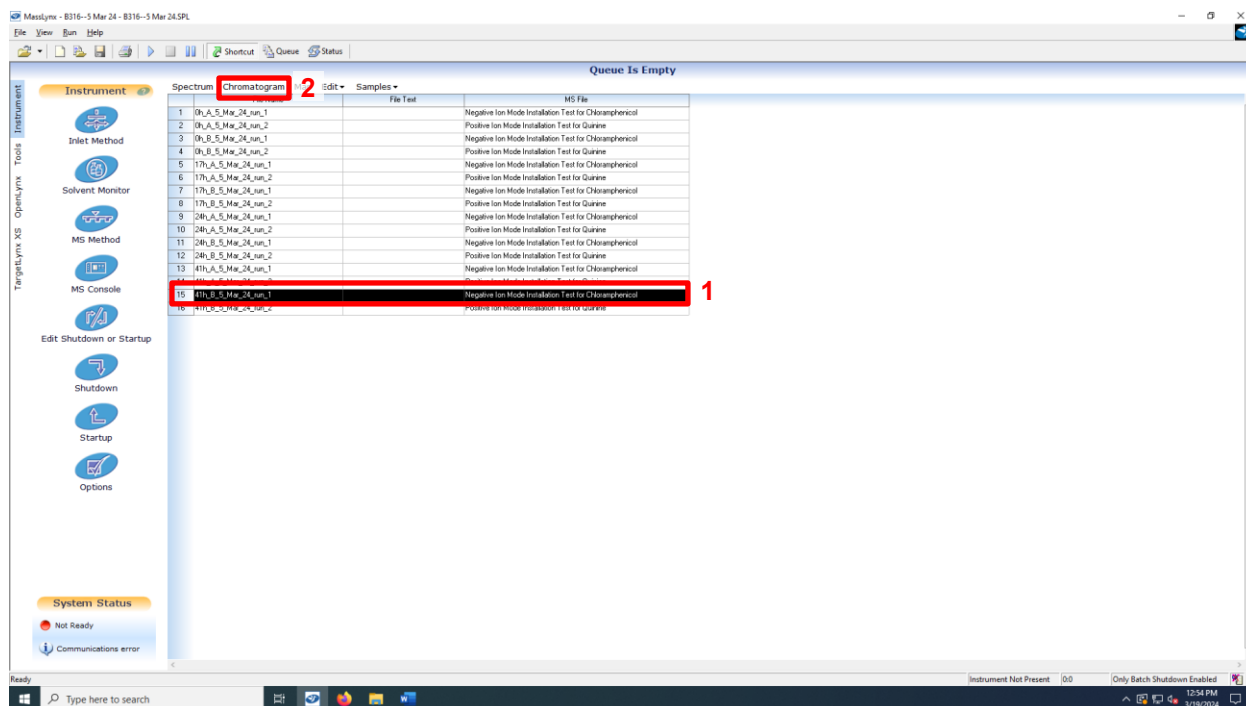 MassLynx - B316--5 Mar 24 - B316--5 Mar 24.SPL
File View Run Help
Shortcut Queue Status
Queue Is Empty
Instrument
Tools
OpenLynx
TargetLynx XS
Instrument
Inlet Method
Solvent Monitor
MS Method
MS Console
Edit Shutdown or Startup
Shutdown
Startup
Options
System Status
Not Ready
Communications error
Spectrum Chromatogram 2 Edit Samples
File Text MS File
1 0h_A_5_Mar_24_run_1 Negative Ion Mode Installation Test for Chloramphenicol
2 0h_A_5_Mar_24_run_2 Positive Ion Mode Installation Test for Quinine
3 0h_B_5_Mar_24_run_1 Negative Ion Mode Installation Test for Chloramphenicol
4 0h_B_5_Mar_24_run_2 Positive Ion Mode Installation Test for Quinine
5 17h_A_5_Mar_24_run_1 Negative Ion Mode Installation Test for Chloramphenicol
6 17h_A_5_Mar_24_run_2 Positive Ion Mode Installation Test for Quinine
7 17h_B_5_Mar_24_run_1 Negative Ion Mode Installation Test for Chloramphenicol
8 17h_B_5_Mar_24_run_2 Positive Ion Mode Installation Test for Quinine
9 24h_A_5_Mar_24_run_1 Negative Ion Mode Installation Test for Chloramphenicol
10 24h_A_5_Mar_24_run_2 Positive Ion Mode Installation Test for Quinine
11 24h_B_5_Mar_24_run_1 Negative Ion Mode Installation Test for Chloramphenicol
12 24h_B_5_Mar_24_run_2 Positive Ion Mode Installation Test for Quinine
13 41h_A_5_Mar_24_run_1 Negative Ion Mode Installation Test for Chloramphenicol
15 41h_B_5_Mar_24_run_1 Negative Ion Mode Installation Test for Chloramphenicol 1
16 41h_B_5_Mar_24_run_2 Positive Ion Mode Installation Test for Quinine
Ready Instrument Not Present 0:0 Only Batch Shutdown Enabled
Type here to search
12:54 PM
3/19/2024